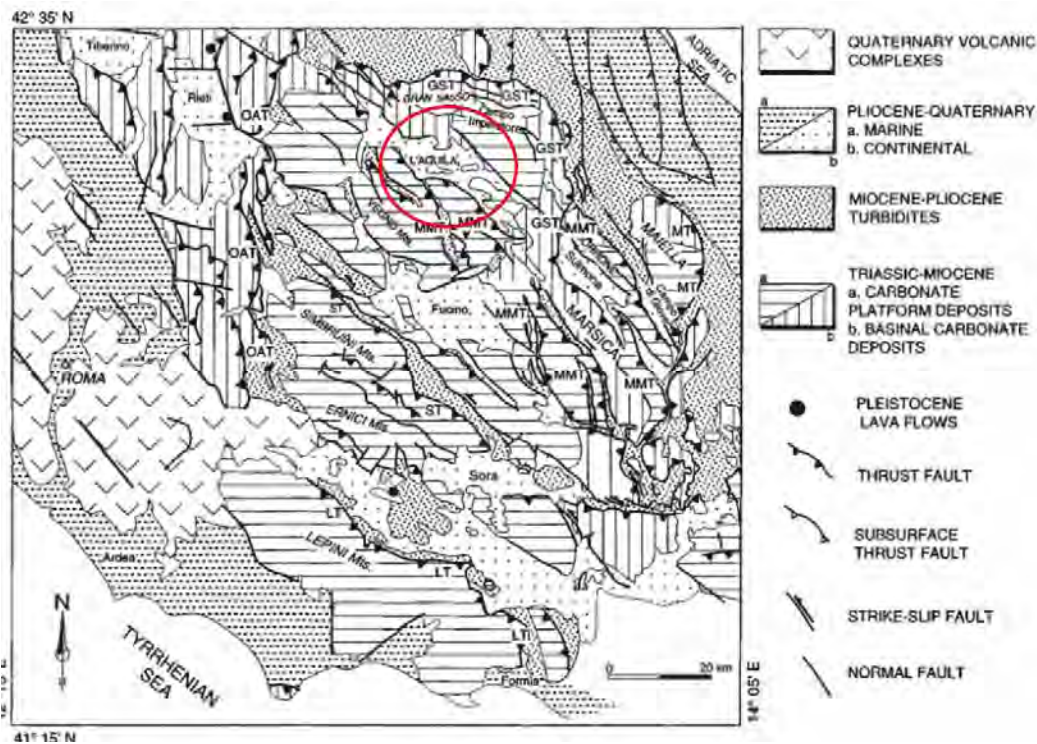 42° 35' N
Tiberino
Rieti
OAT
GST
GRAN SASSO
GST
Campo
Imperatore
ADRIATIC
SEA
L'AQUILA
GST
MMT
MMT
GST
MMT
MAIELLA
MT
MT
Sulmona
OAT
Fucino
ST
SIMBRUINI Mts.
MMT
MARSICA
MMT
MMT
OAT
ROMA
ERNICI Mts.
ST
Sora
LT
LEPINI Mts.
LT
LT
Ardea
Formia
N
TYRRHENIAN
SEA
0 20 km
14° 05' E
41° 15' N
QUATERNARY VOLCANIC
COMPLEXES
a
PLIOCENE-QUATERNARY
a. MARINE
b. CONTINENTAL
b
MIOCENE-PLIOCENE
TURBIDITES
a
TRIASSIC-MIOCENE
a. CARBONATE
PLATFORM DEPOSITS
b. BASINAL CARBONATE
DEPOSITS
b
PLEISTOCENE
LAVA FLOWS
THRUST FAULT
SUBSURFACE
THRUST FAULT
STRIKE-SLIP FAULT
NORMAL FAULT